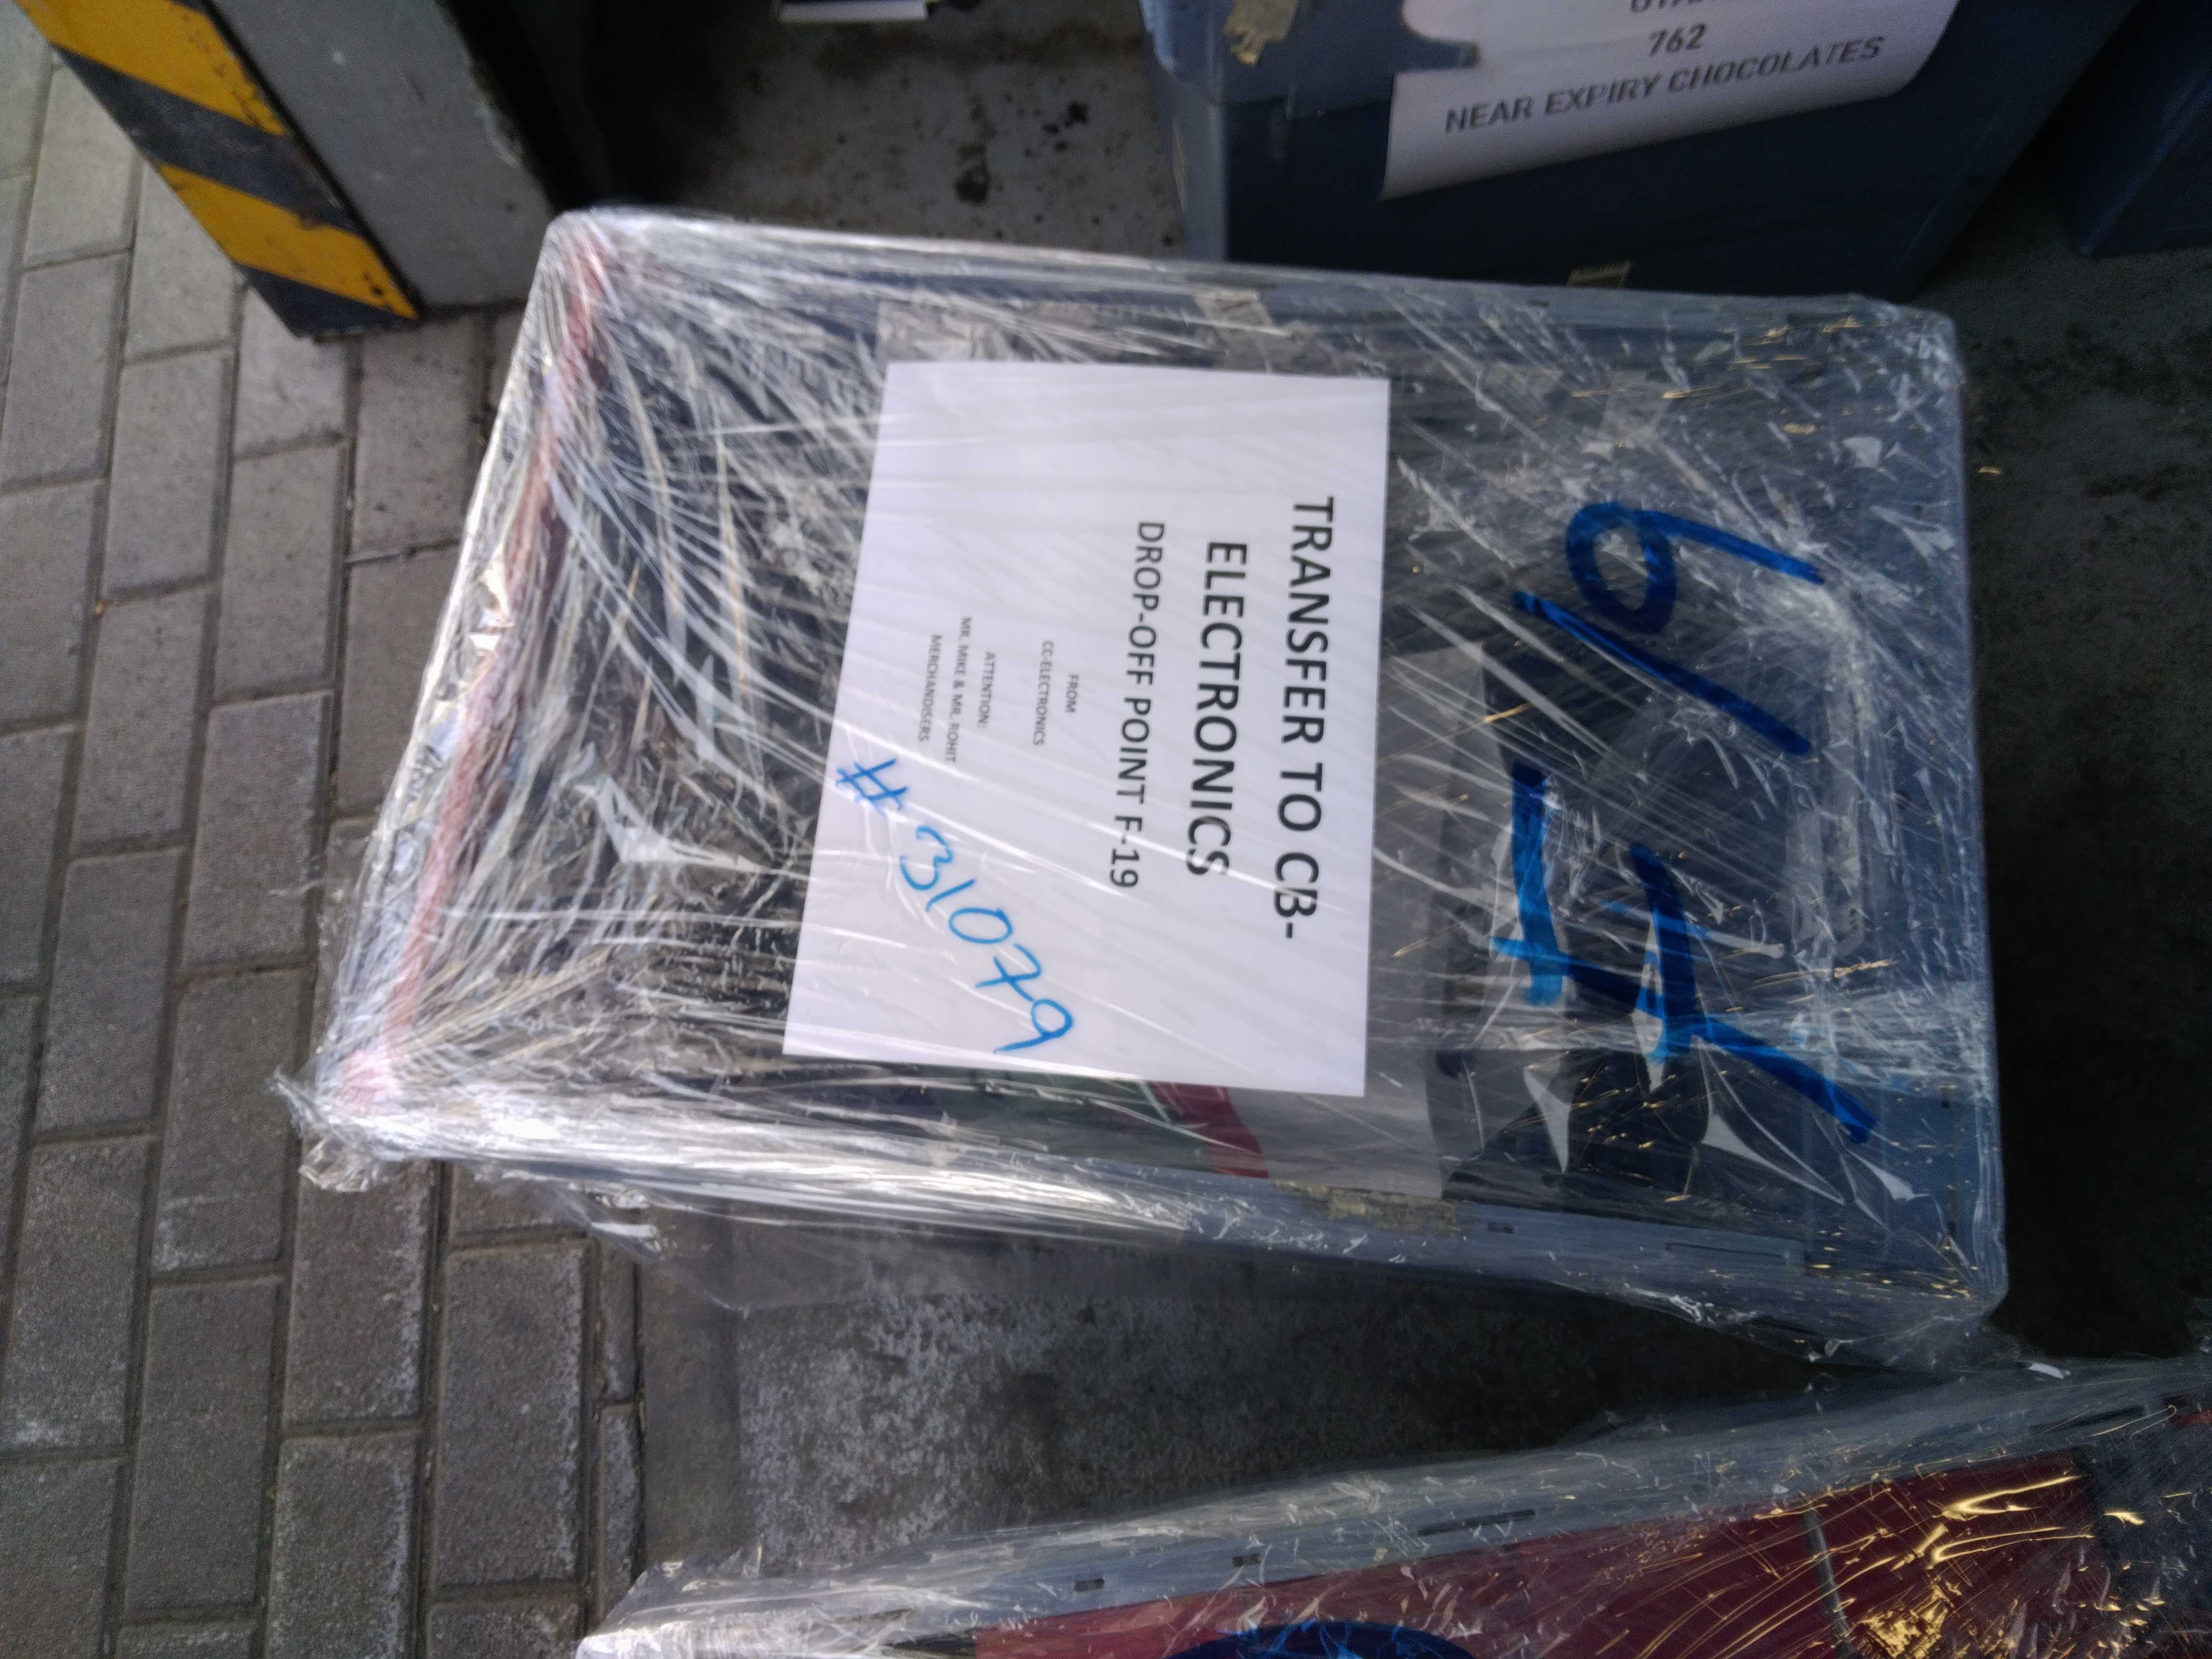 762
NEAR EXPIRY CHOCOLATES
TRANSFER TO CB-
ELECTRONICS
DROP-OFF POINT F-19
FROM
CC-ELECTRONICS
ATTENTION:
MR. MIKE & MR. ROHIT
MERCHANDISERS
#31079